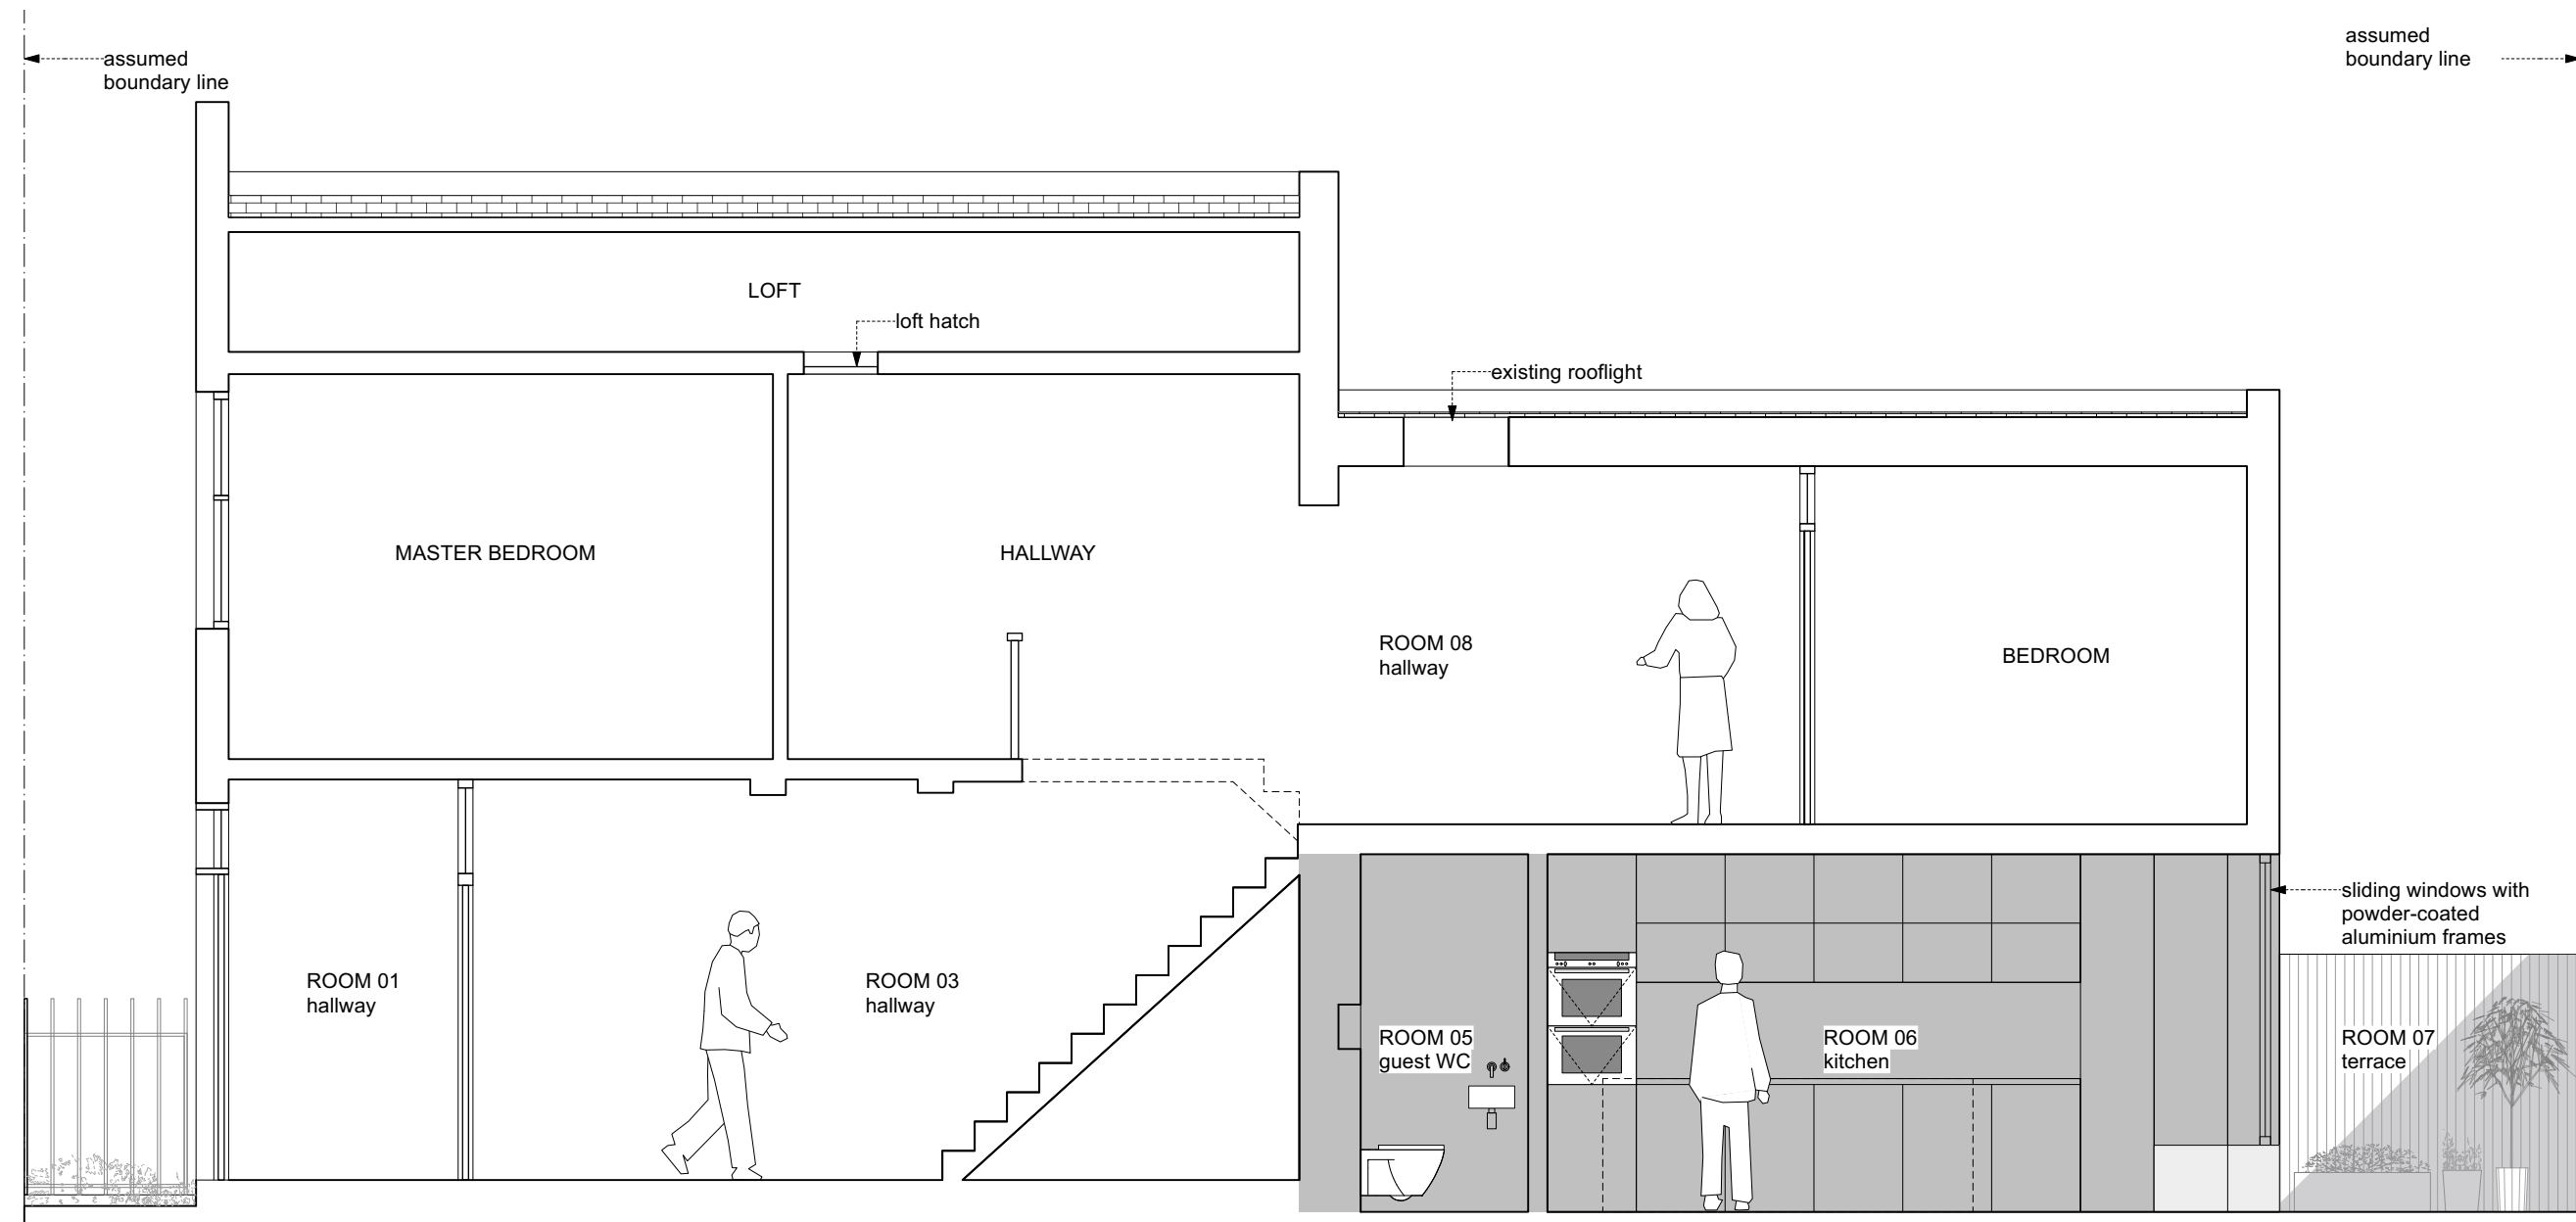 assumed
boundary line
assumed
boundary line
LOFT
loft hatch
existing rooflight
MASTER BEDROOM
HALLWAY
ROOM 08
hallway
BEDROOM
sliding windows with
powder-coated
aluminium frames
ROOM 01
hallway
ROOM 03
hallway
ROOM 05
guest WC
ROOM 06
kitchen
ROOM 07
terrace